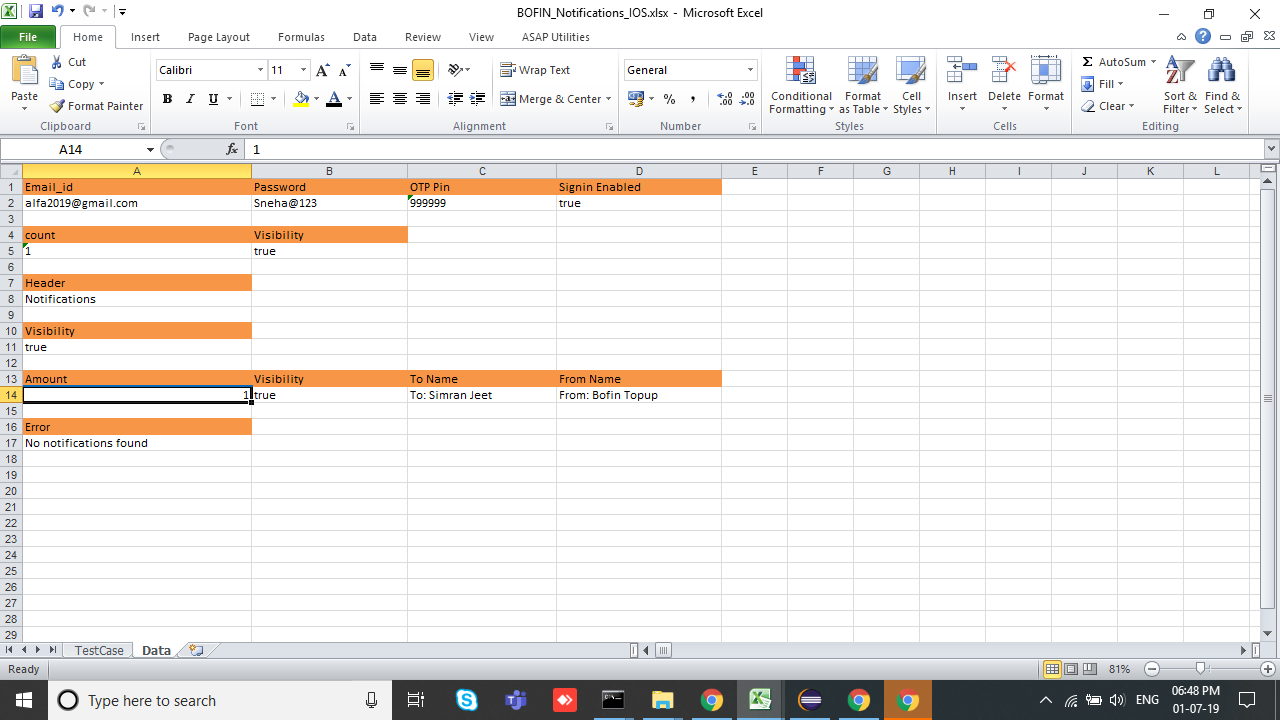 BOFIN_Notifications_IOS.xlsx - Microsoft Excel
File Home Insert Page Layout Formulas Data Review View ASAP Utilities
Paste
Cut
Copy
Format Painter
Clipboard
Calibri 11
B I U A
Font
Wrap Text
Merge & Center
Alignment
General
% ,
Number
Conditional Formatting
Format as Table
Cell Styles
Styles
Insert
Delete
Format
Cells
Σ AutoSum
Fill
Clear
Sort & Filter
Find & Select
Editing
A14 fx 1
A B C D E F G H I J K L
1 Email_id Password OTP Pin Signin Enabled
2 alfa2019@gmail.com Sneha@123 999999 true
3
4 count Visibility
5 1 true
6
7 Header
8 Notifications
9
10 Visibility
11 true
12
13 Amount Visibility To Name From Name
14 1 true To: Simran Jeet From: Bofin Topup
15
16 Error
17 No notifications found
18
19
20
21
22
23
24
25
26
27
28
29
TestCase Data
Ready 81%
Type here to search
ENG 06:48 PM
01-07-19